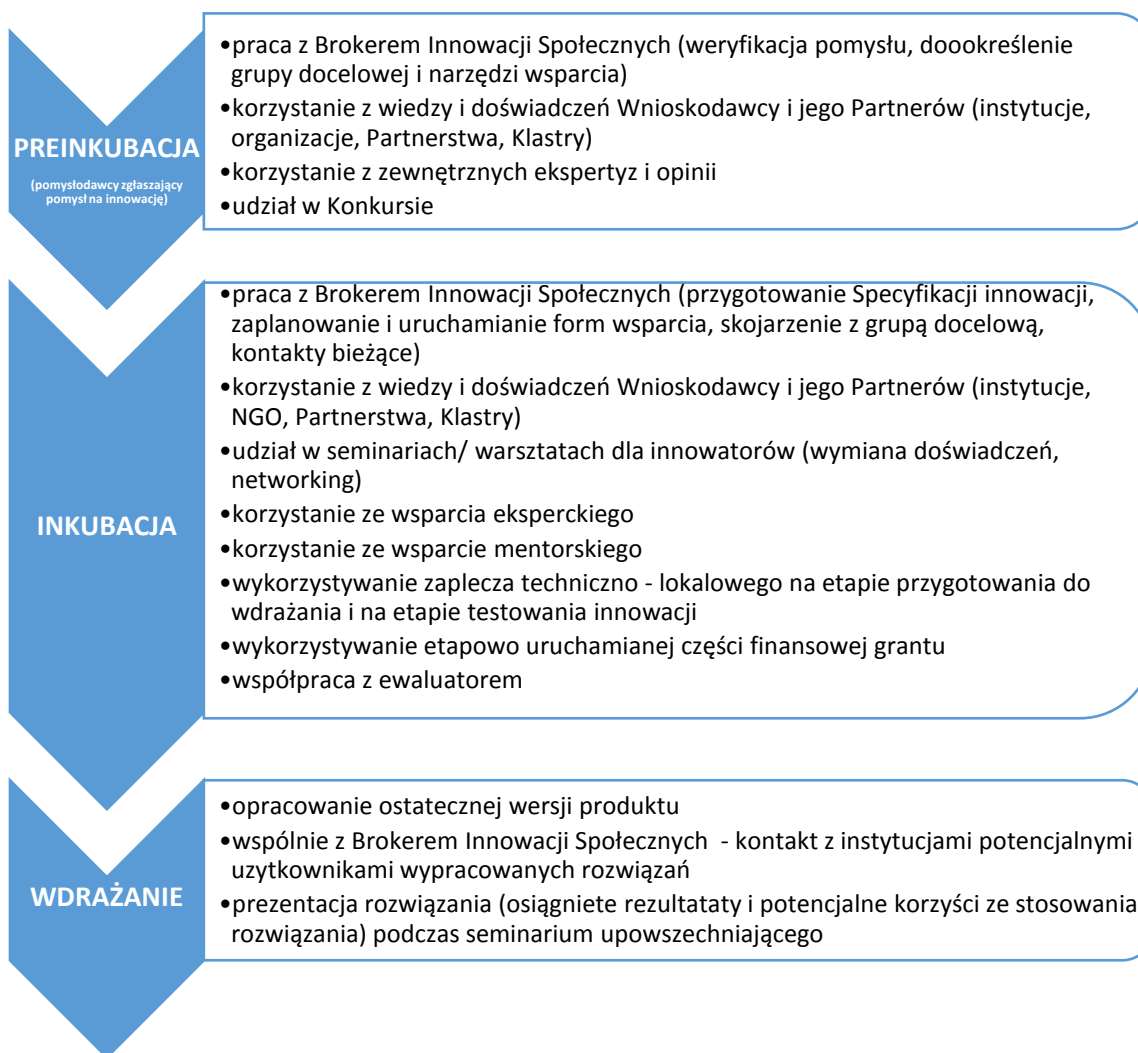 PREINKUBACJA
(pomysłodawcy zgłaszający
pomysł na innowację)
•praca z Brokerem Innowacji Społecznych (weryfikacja pomysłu, doookreślenie
grupy docelowej i narzędzi wsparcia)
•korzystanie z wiedzy i doświadczeń Wnioskodawcy i jego Partnerów (instytucje,
organizacje, Partnerstwa, Klastry)
•korzystanie z zewnętrznych ekspertyz i opinii
•udział w Konkursie
INKUBACJA
•praca z Brokerem Innowacji Społecznych (przygotowanie Specyfikacji innowacji,
zaplanowanie i uruchamianie form wsparcia, skojarzenie z grupą docelową,
kontakty bieżące)
•korzystanie z wiedzy i doświadczeń Wnioskodawcy i jego Partnerów (instytucje,
NGO, Partnerstwa, Klastry)
•udział w seminariach/ warsztatach dla innowatorów (wymiana doświadczeń,
networking)
•korzystanie ze wsparcia eksperckiego
•korzystanie ze wsparcie mentorskiego
•wykorzystywanie zaplecza techniczno - lokalowego na etapie przygotowania do
wdrażania i na etapie testowania innowacji
•wykorzystywanie etapowo uruchamianej części finansowej grantu
•współpraca z ewaluatorem
WDRAŻANIE
•opracowanie ostatecznej wersji produktu
•wspólnie z Brokerem Innowacji Społecznych  - kontakt z instytucjami potencjalnymi
uzytkownikami wypracowanych rozwiązań
•prezentacja rozwiązania (osiągniete rezultataty i potencjalne korzyści ze stosowania
rozwiązania) podczas seminarium upowszechniającego